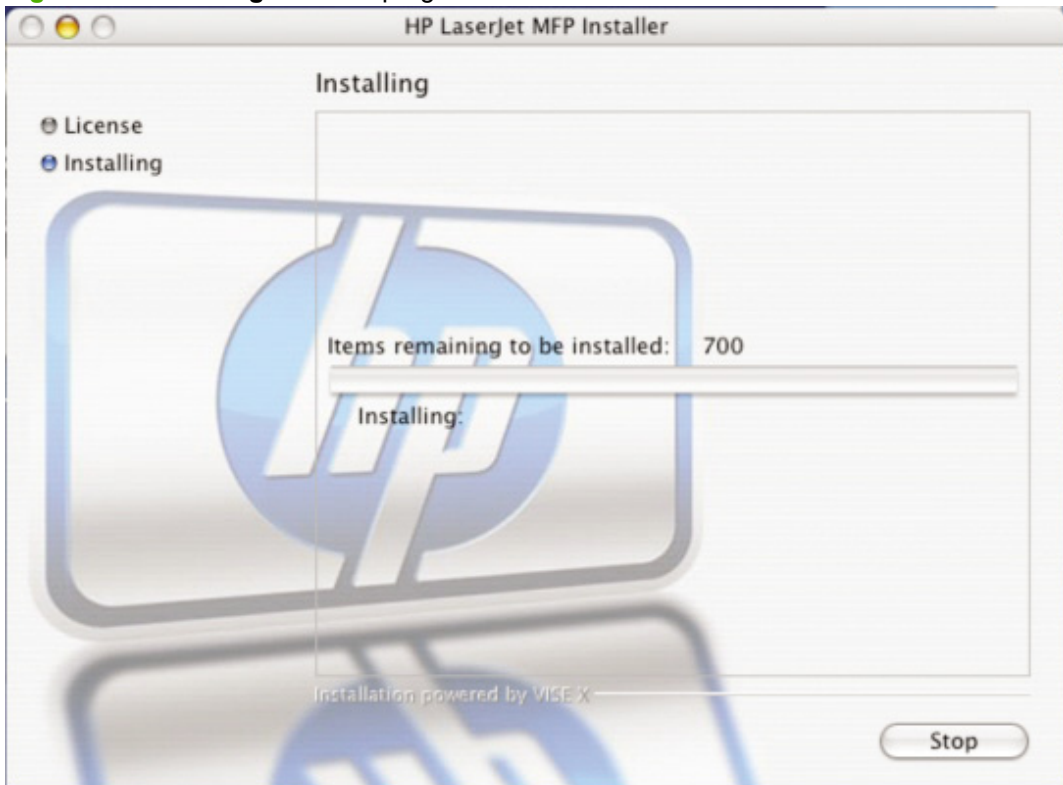 HP LaserJet MFP Installer
Installing
License
Installing
hp
Items remaining to be installed: 700
Installing:
Installation powered by VISE X
Stop